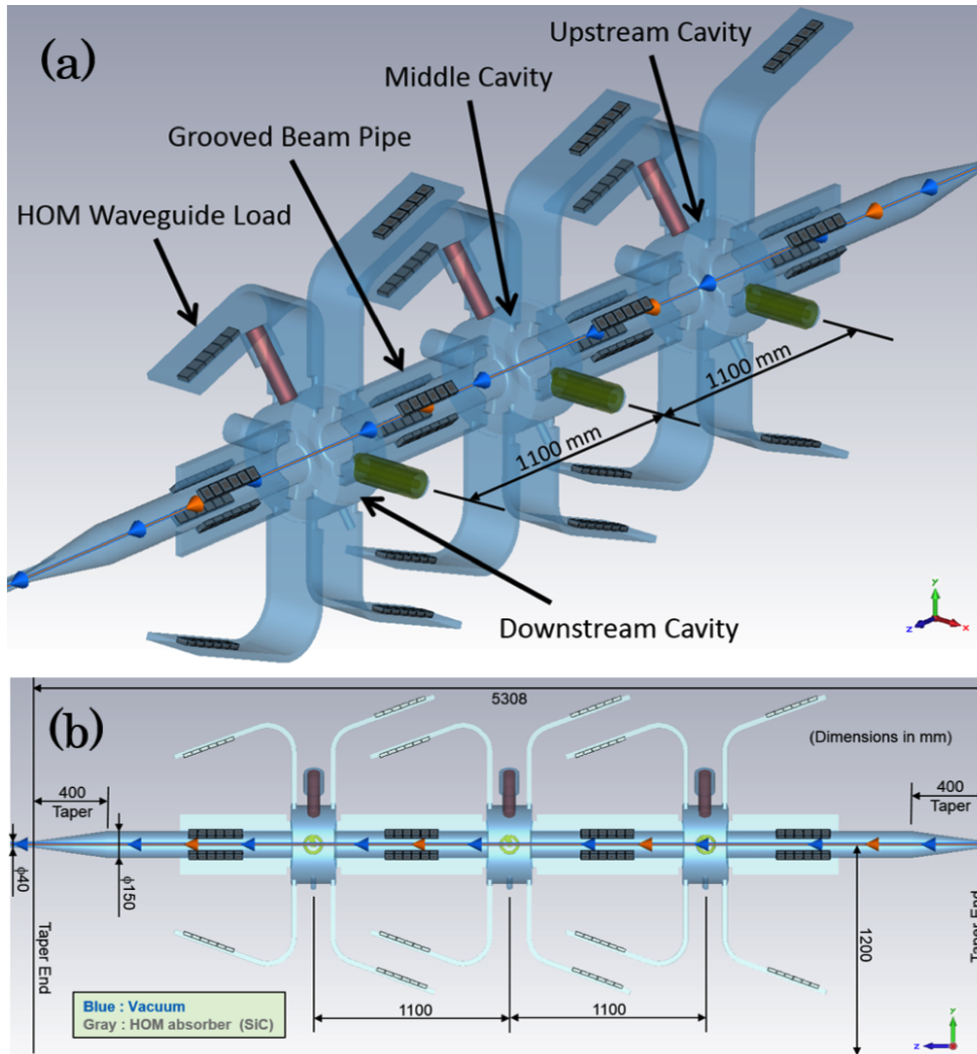 (a)
Upstream Cavity
Middle Cavity
Grooved Beam Pipe
HOM Waveguide Load
1100 mm
1100 mm
Downstream Cavity
y
z
x
(b)
5308
(Dimensions in mm)
400
Taper
400
Taper
ϕ40
ϕ150
Taper End
Taper End
1200
Blue : Vacuum
Gray : HOM absorber (SiC)
1100
1100
y
z